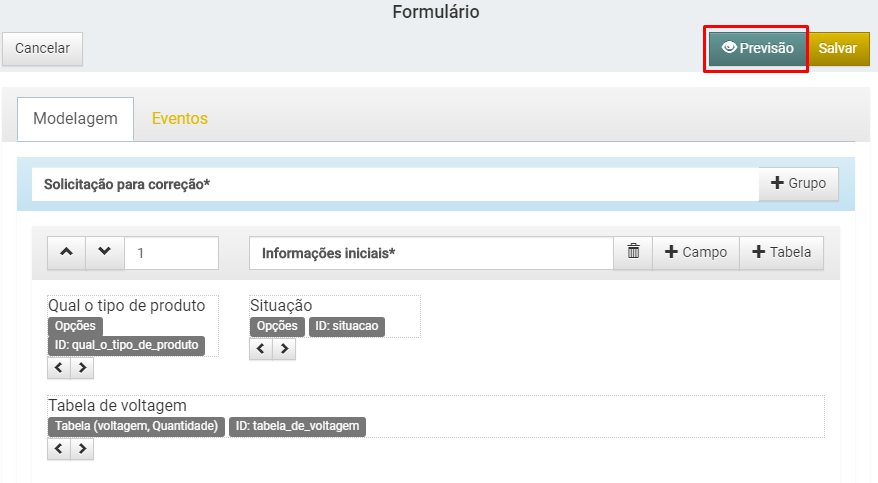 Formulário
Cancelar
Previsão
Salvar
Modelagem
Eventos
Solicitação para correção*
+ Grupo
1
Informações iniciais*
+ Campo
+ Tabela
Qual o tipo de produto
Opções
ID: qual_o_tipo_de_produto
Situação
Opções
ID: situacao
Tabela de voltagem
Tabela (voltagem, Quantidade)
ID: tabela_de_voltagem